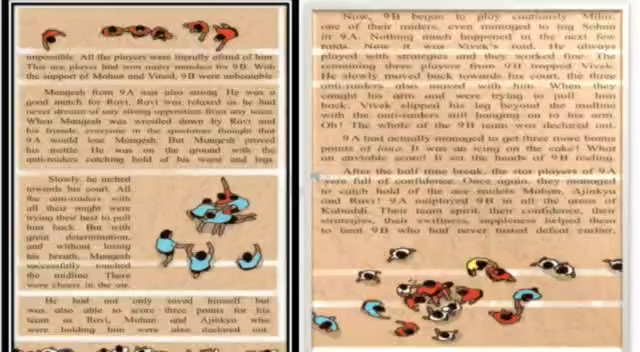 impossible. All the players were equally afraid of him
This ace player had won many matches for 9B. With
the support of Mohan and Vinod, 9B were unbeatable
Mangesh from 9A was also strong. He was a
good match for Ravi. Ravi was relaxed as he had
never dreamt of any strong opposition from any team.
When Mangesh was wrestled down by Ravi and
his friends, everyone in the spectators thought that
9A would lose Mangesh. But Mangesh proved
his mettle. He was on the ground with the
anti-raiders catching hold of his waist and legs
Slowly, he inched
towards his court. All
the anti-raiders with
all their might were
trying their best to pull
him back. But with
great determination,
and without losing
his breath, Mangesh
successfully touched
the midline. There
were cheers in the air.
He had not only saved himself but
was also able to score three points for his
team as Ravi, Mohan and Ajinkya who
were holding him were also declared out.
Now, 9B began to play cautiously. Milin,
one of their raiders, even managed to tag Sohan
in 9A. Nothing much happened in the next few
raids. Now it was Vivek's raid. He always
played with strategies and they worked fine. The
remaining three players from 9B trapped Vivek.
He slowly moved back towards his court, the three
anti-raiders also moved with him. When they
caught his arm and were trying to pull him
back, Vivek slipped his leg beyond the midline
with the anti-raiders still hanging on to his arm.
Oh! The whole of the 9B team was declared out.
9A had actually managed to get three more bonus
points of lona. It was an icing on the cake! What
an enviable score! It set the heads of 9B reeling.
After the half time break, the star players of 9A
were full of confidence. Once again, they managed
to catch hold of the ace raiders Mohan, Ajinkya
and Ravi! 9A outplayed 9B in all the areas of
Kabaddi. Their team spirit, their confidence, their
strategies, their swiftness, suppleness helped them
to beat 9B who had never tasted defeat earlier.